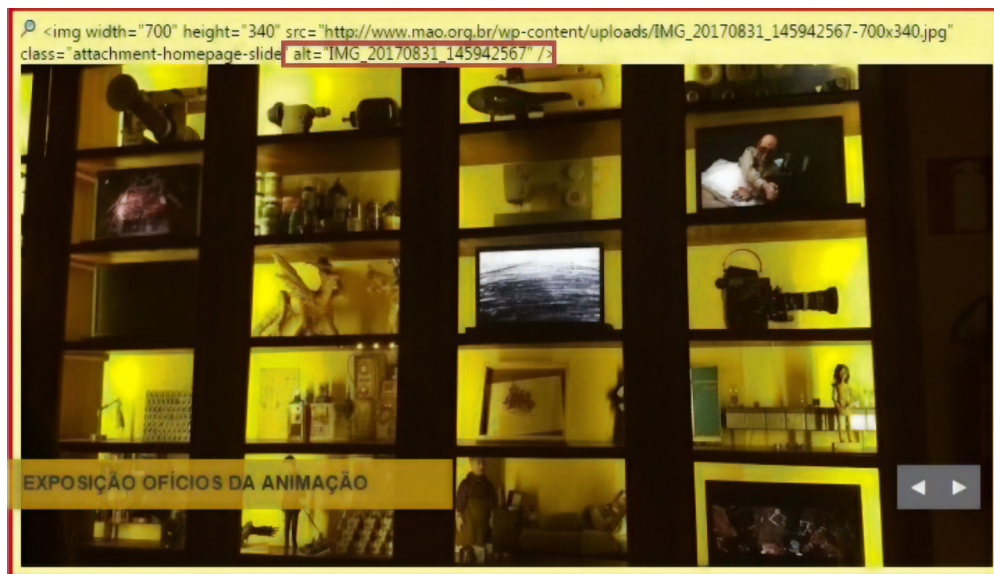 <img width="700" height="340" src="http://www.mao.org.br/wp-content/uploads/IMG_20170831_145942567-700x340.jpg"
class="attachment-homepage-slide alt="IMG_20170831_145942567" />
EXPOSIÇÃO OFÍCIOS DA ANIMAÇÃO